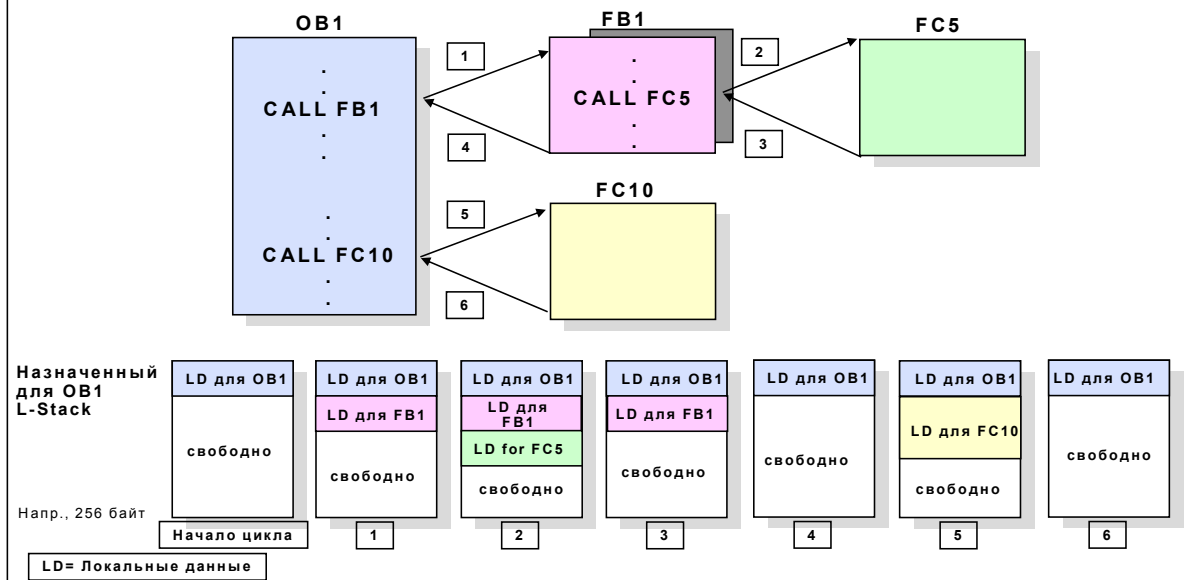 OB1
FB1
FC5
.
.
CALL FB1
.
.
.
.
CALL FC10
.
.
1
4
.
.
CALL FC5
.
.
2
3
FC10
5
6
Назначенный
для OB1
L-Stack
Напр., 256 байт
LD для OB1
свободно
Начало цикла
LD для OB1
LD для FB1
свободно
1
LD для OB1
LD для
FB1
LD for FC5
свободно
2
LD для OB1
LD для FB1
свободно
3
LD для OB1
свободно
4
LD для OB1
LD для FC10
свободно
5
LD для OB1
свободно
6
LD= Локальные данные